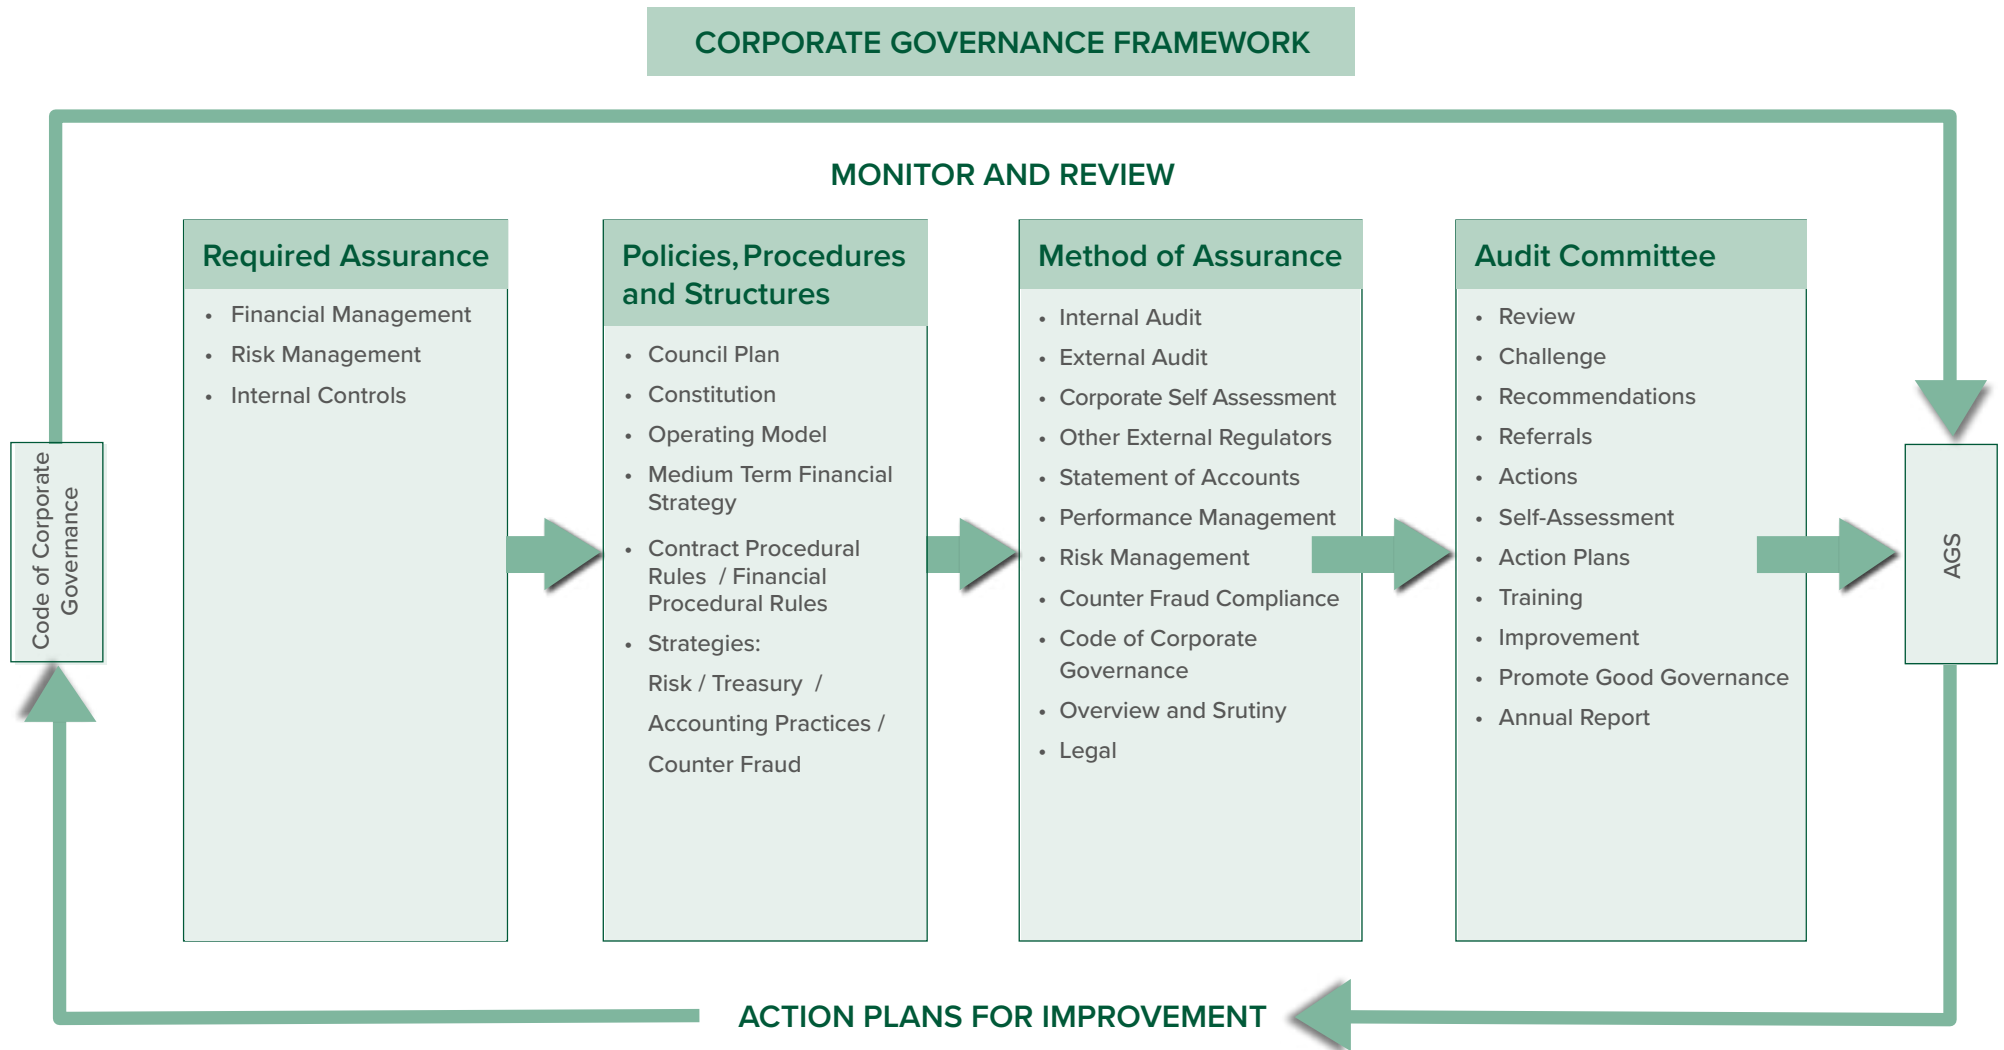 CORPORATE GOVERNANCE FRAMEWORK
MONITOR AND REVIEW
Code of Corporate
Governance
Required Assurance
• Financial Management
• Risk Management
• Internal Controls
Policies, Procedures
and Structures
• Council Plan
• Constitution
• Operating Model
• Medium Term Financial
Strategy
• Contract Procedural
Rules / Financial
Procedural Rules
• Strategies:
Risk / Treasury /
Accounting Practices /
Counter Fraud
Method of Assurance
• Internal Audit
• External Audit
• Corporate Self Assessment
• Other External Regulators
• Statement of Accounts
• Performance Management
• Risk Management
• Counter Fraud Compliance
• Code of Corporate
Governance
• Overview and Srutiny
• Legal
Audit Committee
• Review
• Challenge
• Recommendations
• Referrals
• Actions
• Self-Assessment
• Action Plans
• Training
• Improvement
• Promote Good Governance
• Annual Report
AGS
ACTION PLANS FOR IMPROVEMENT